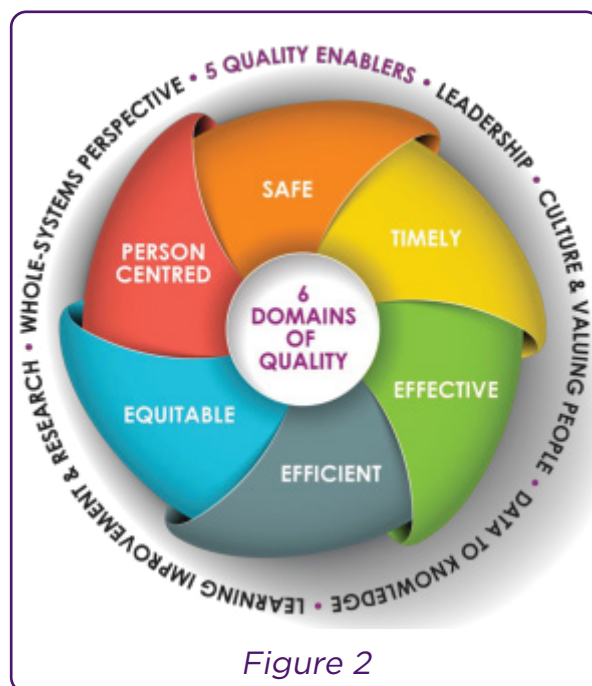 • 5 QUALITY ENABLERS • LEADERSHIP • CULTURE & VALUING PEOPLE • DATA TO KNOWLEDGE • LEARNING IMPROVEMENT & RESEARCH • WHOLE-SYSTEMS PERSPECTIVE
SAFE
TIMELY
EFFECTIVE
EFFICIENT
EQUITABLE
PERSON
CENTRED
6
DOMAINS
OF
QUALITY
Figure 2